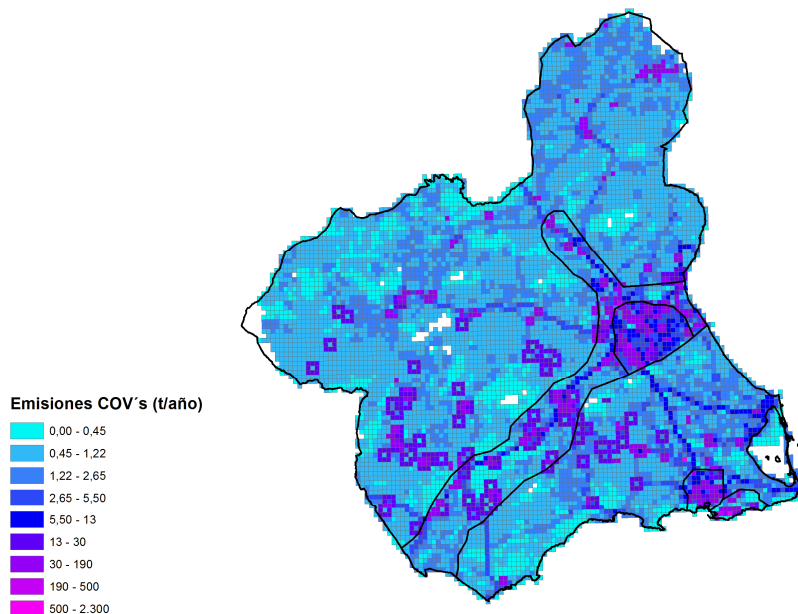 Emisiones COV´s (t/año)
0,00 - 0,45
0,45 - 1,22
1,22 - 2,65
2,65 - 5,50
5,50 - 13
13 - 30
30 - 190
190 - 500
500 - 2.300